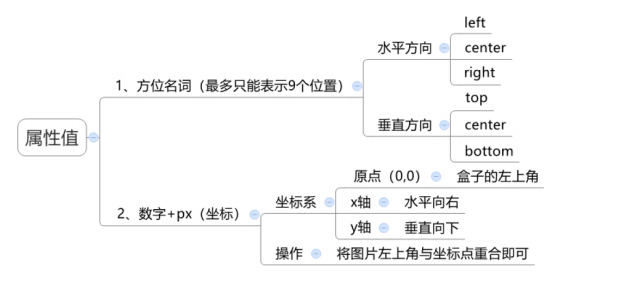 属性值
1、方位名词（最多只能表示9个位置）
水平方向
left
center
right
垂直方向
top
center
bottom
2、数字+px（坐标）
坐标系
原点（0,0） 盒子的左上角
x轴 水平向右
y轴 垂直向下
操作 将图片左上角与坐标点重合即可